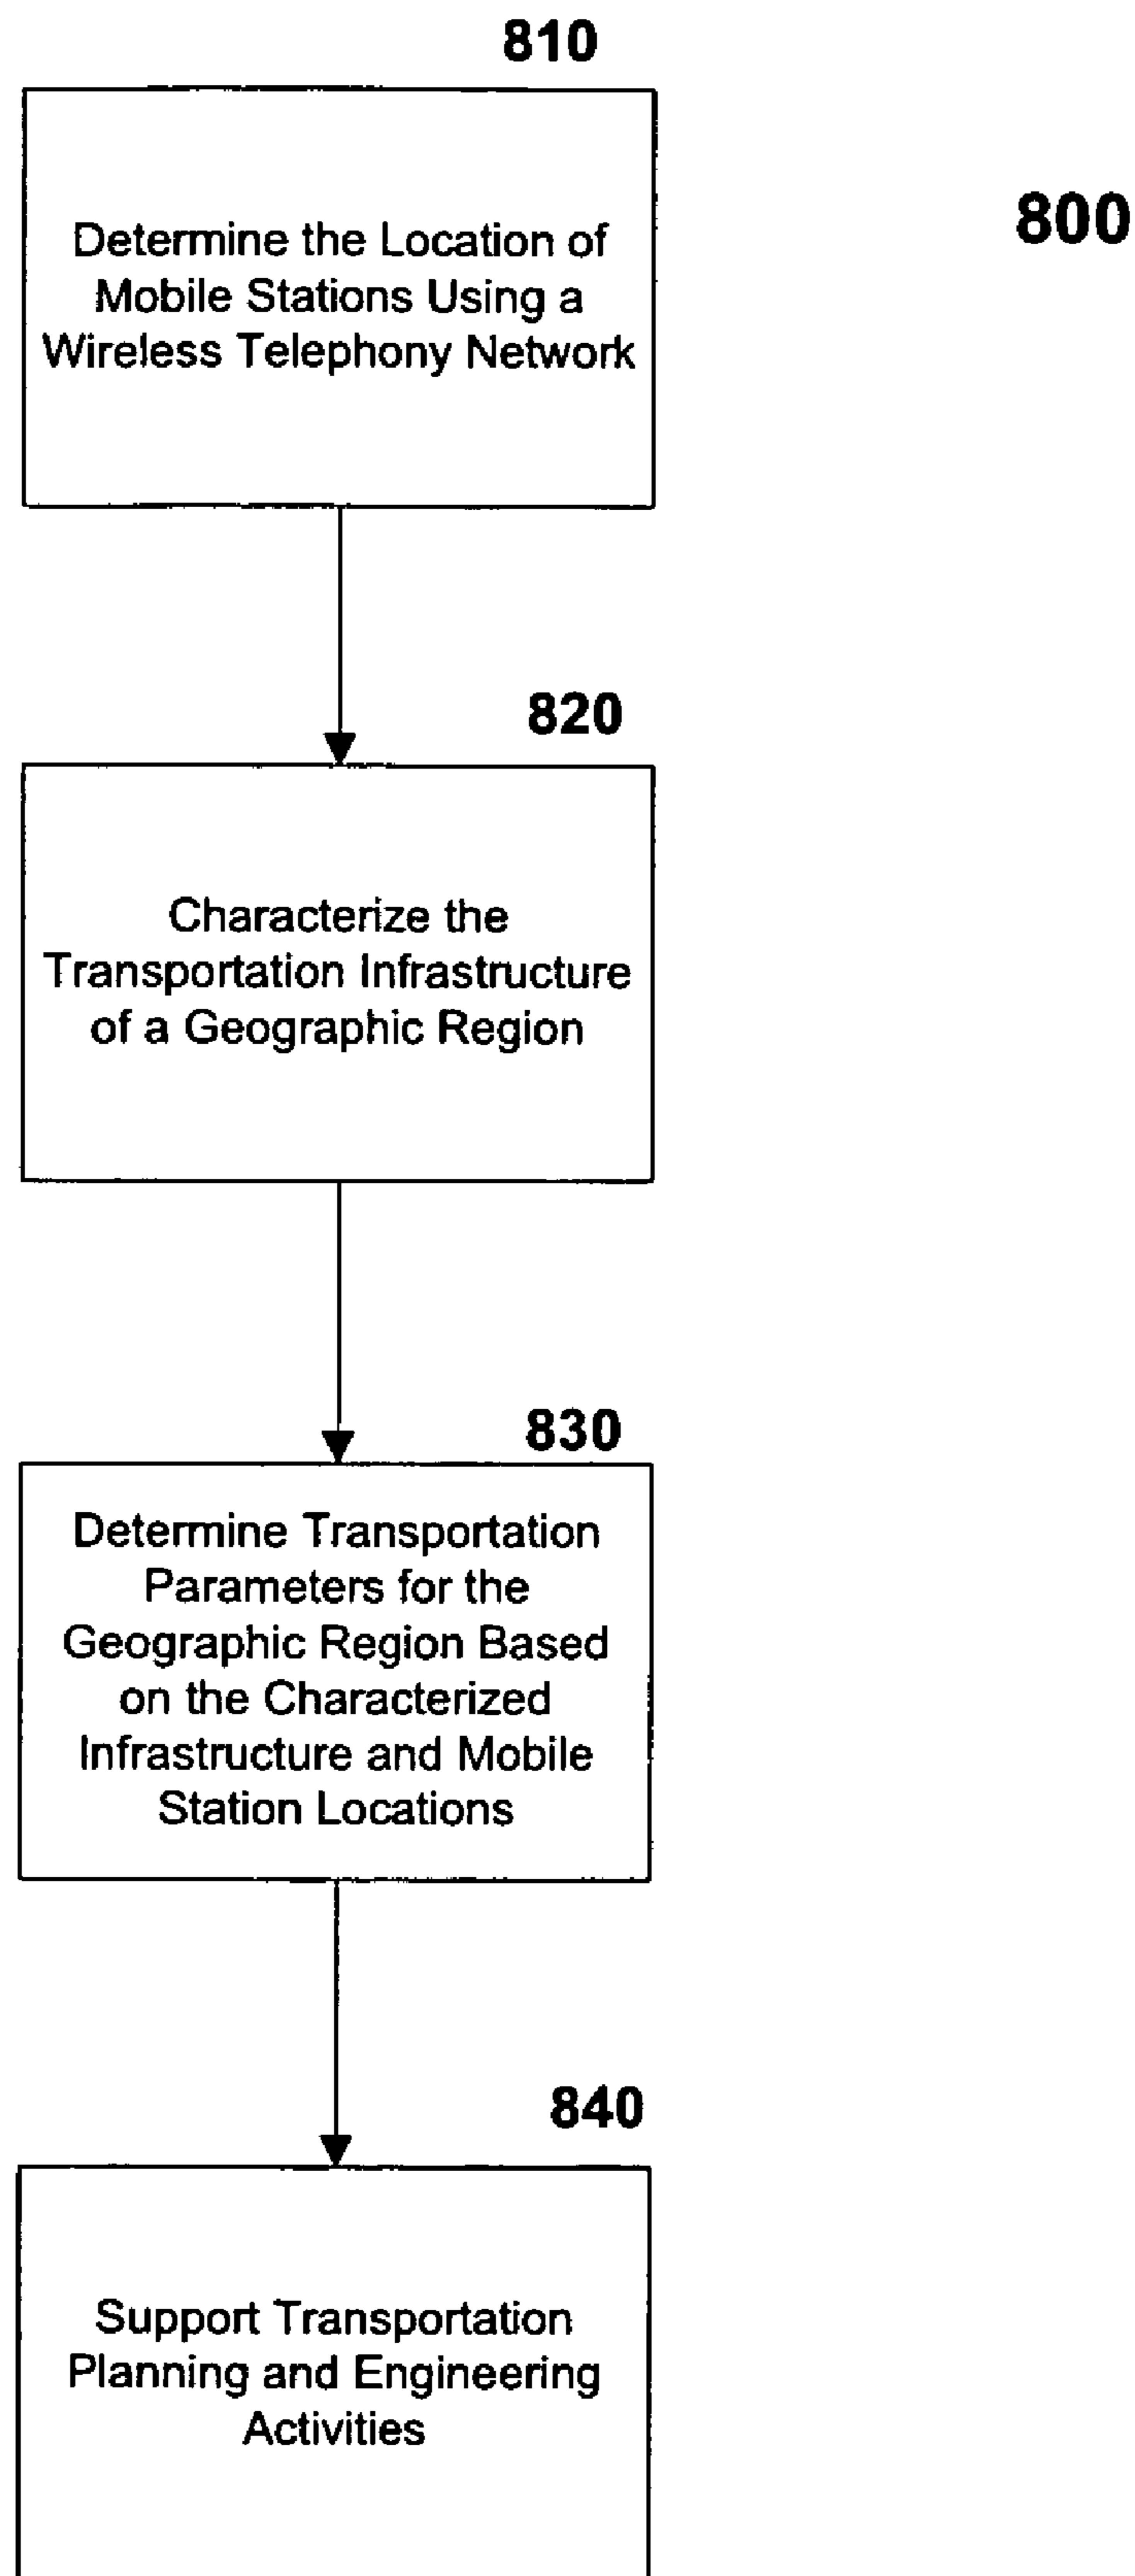 810
800
Determine the Location of
Mobile Stations Using a
Wireless Telephony Network
820
Characterize the
Transportation Infrastructure
of a Geographic Region
830
Determine Transportation
Parameters for the
Geographic Region Based
on the Characterized
Infrastructure and Mobile
Station Locations
840
Support Transportation
Planning and Engineering
Activities